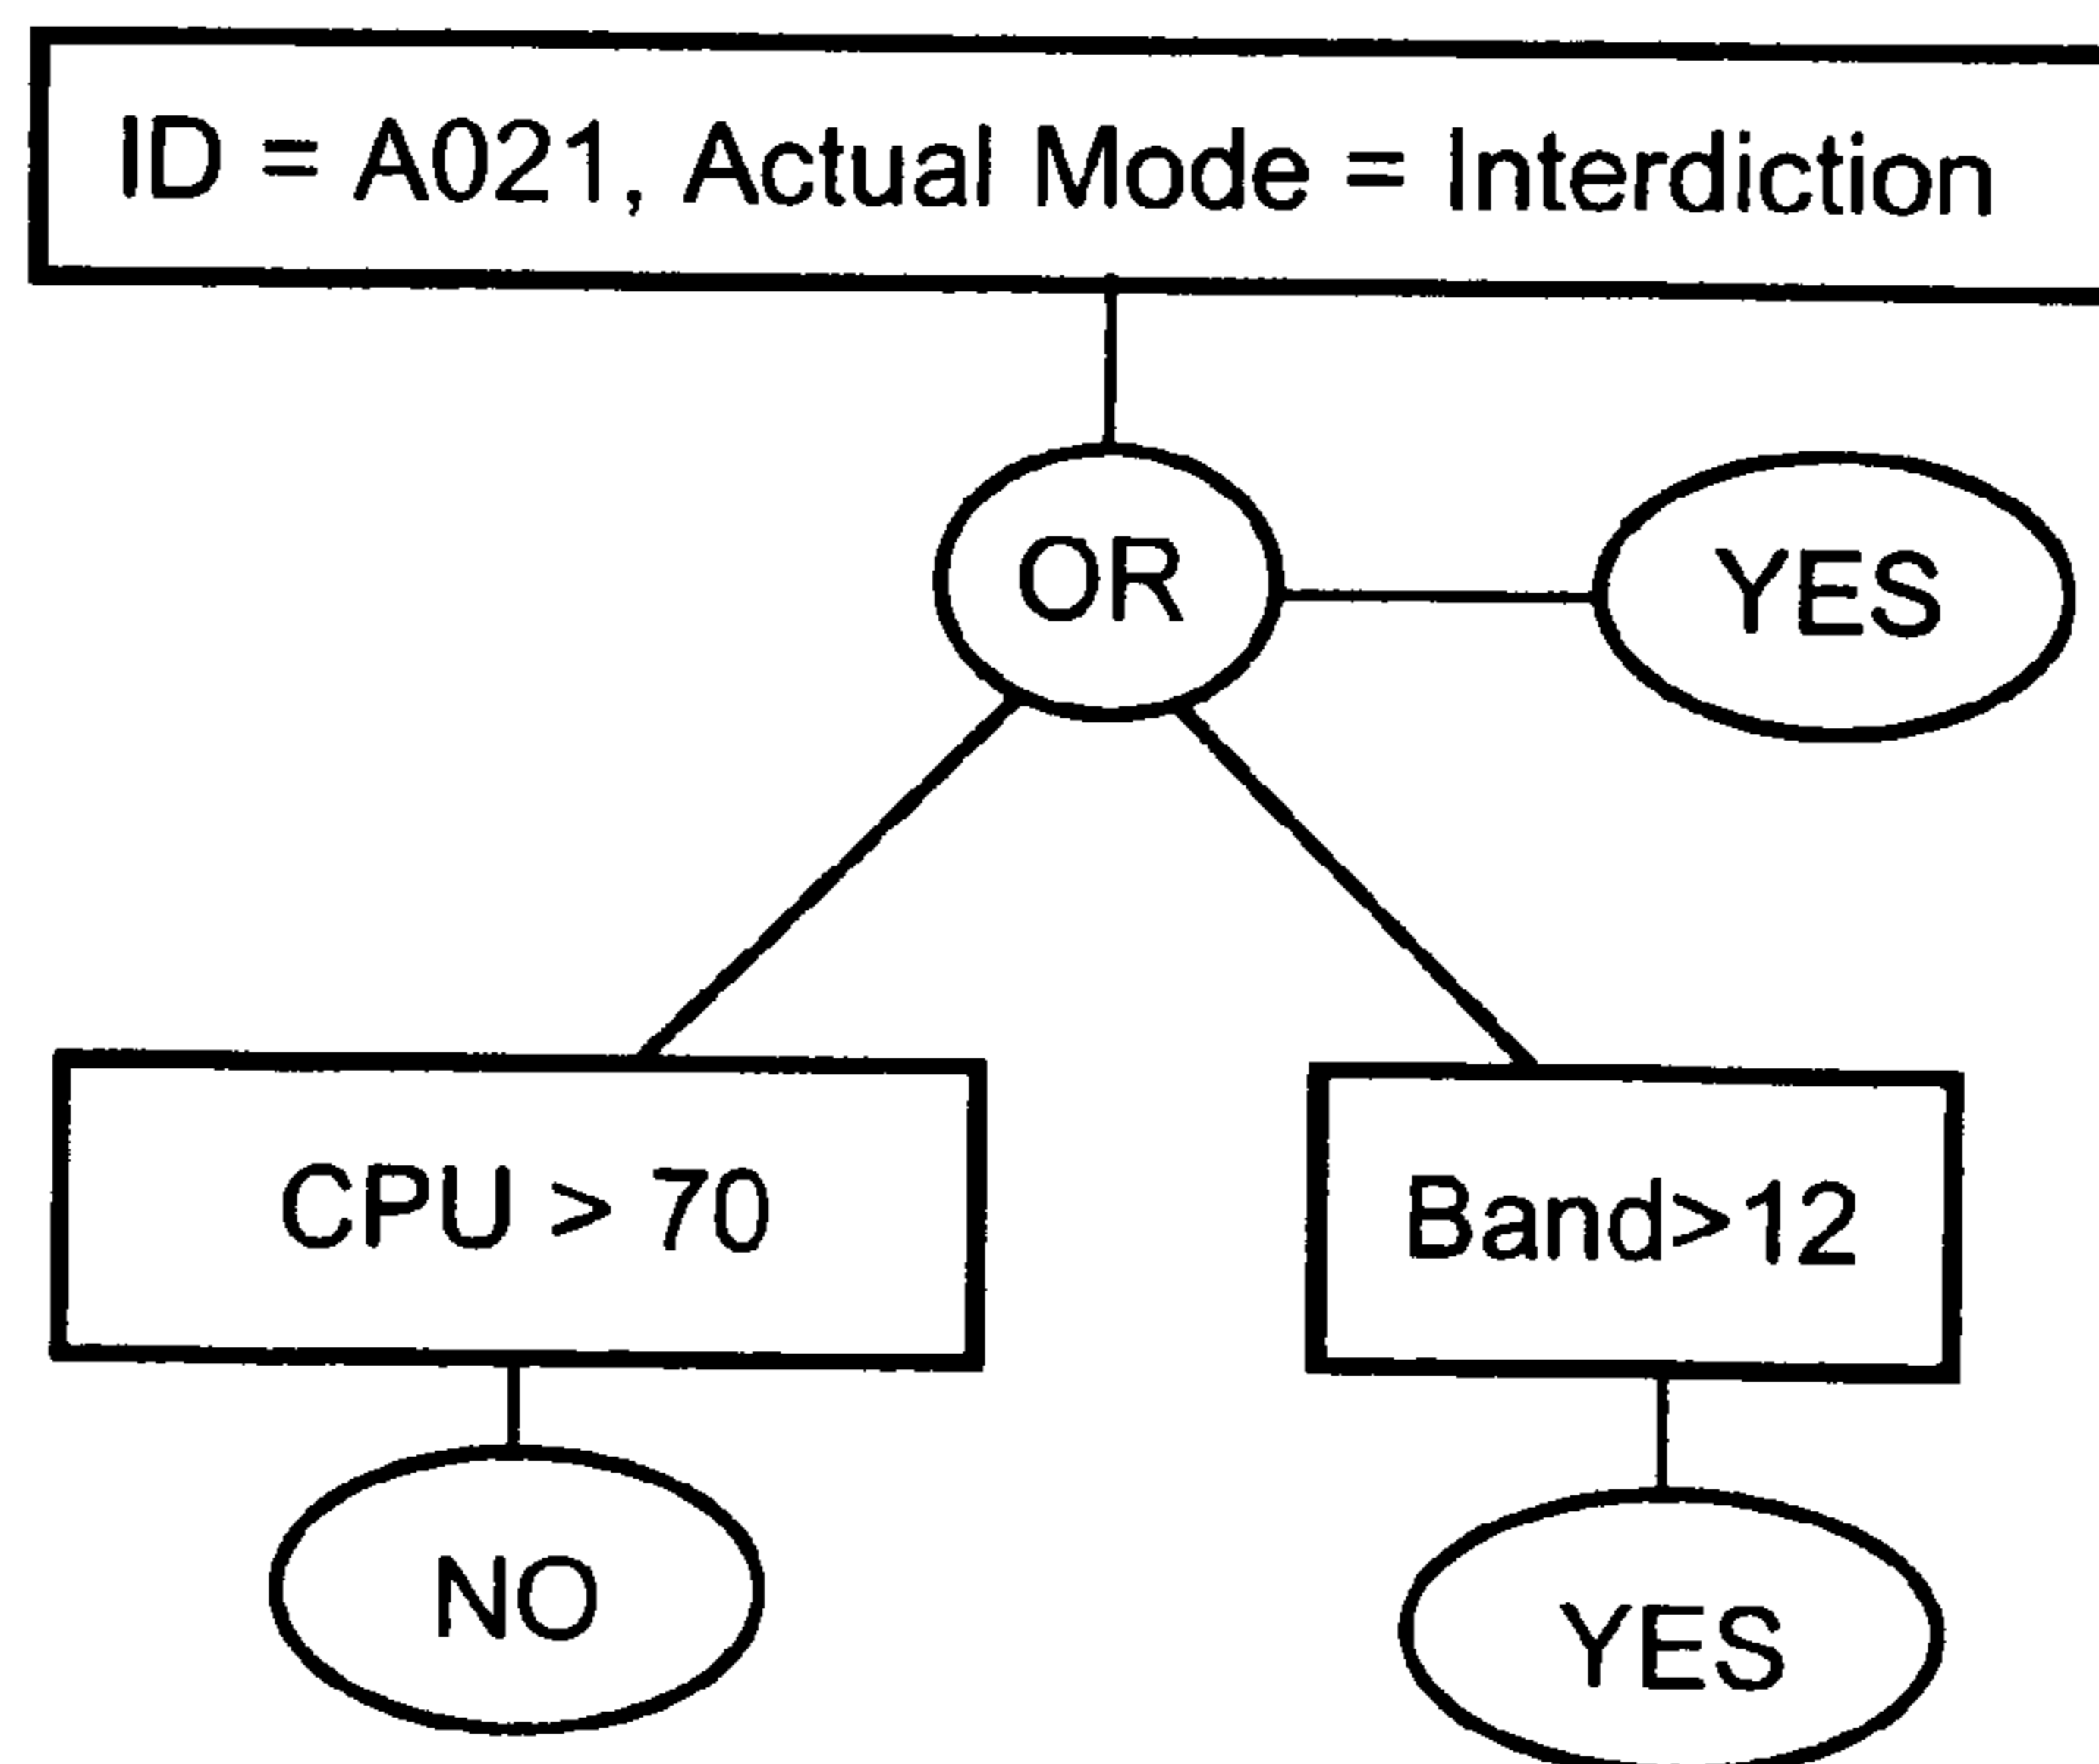 ID = A021, Actual Mode = Interdiction
OR
YES
CPU > 70
Band>12
NO
YES